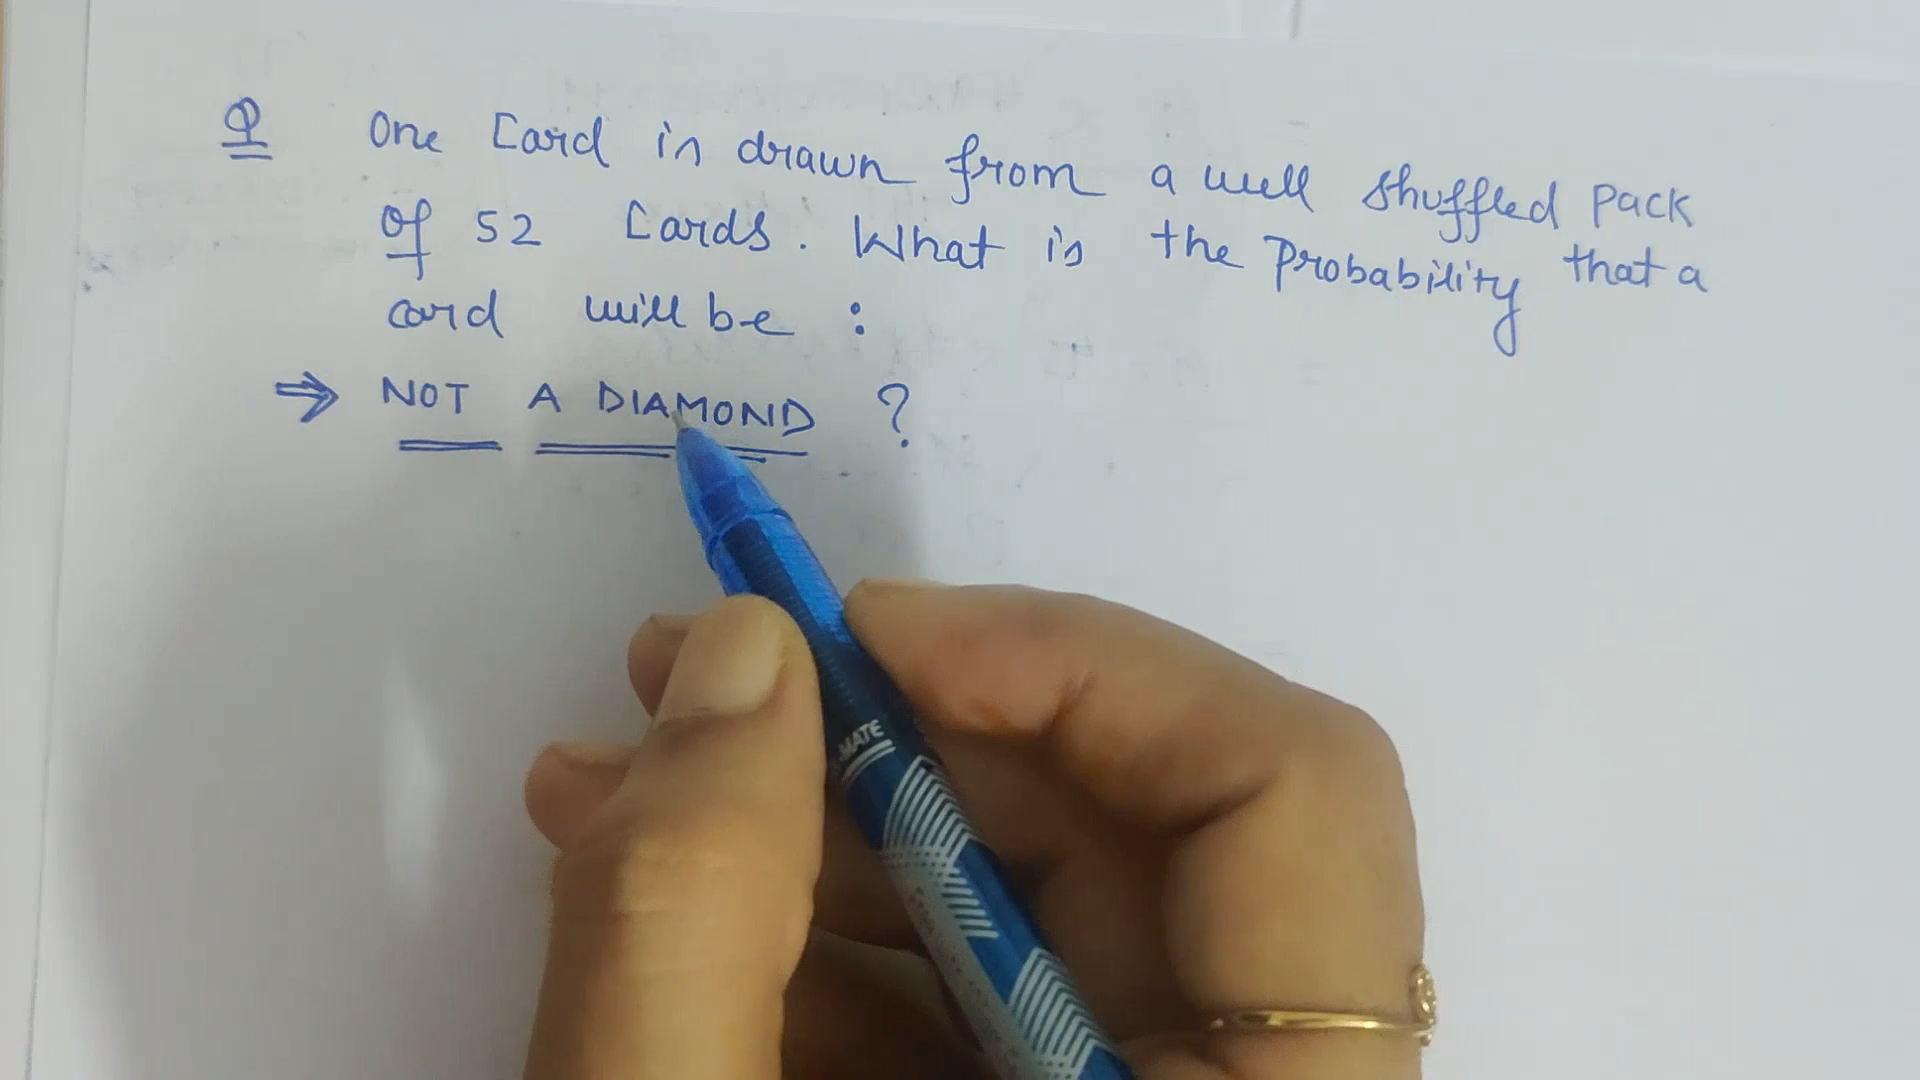 Q One Card is drawn from a well shuffled pack
of 52 Cards. What is the Probability that a
card will be :
⇒ NOT A DIAMOND ?
MATE